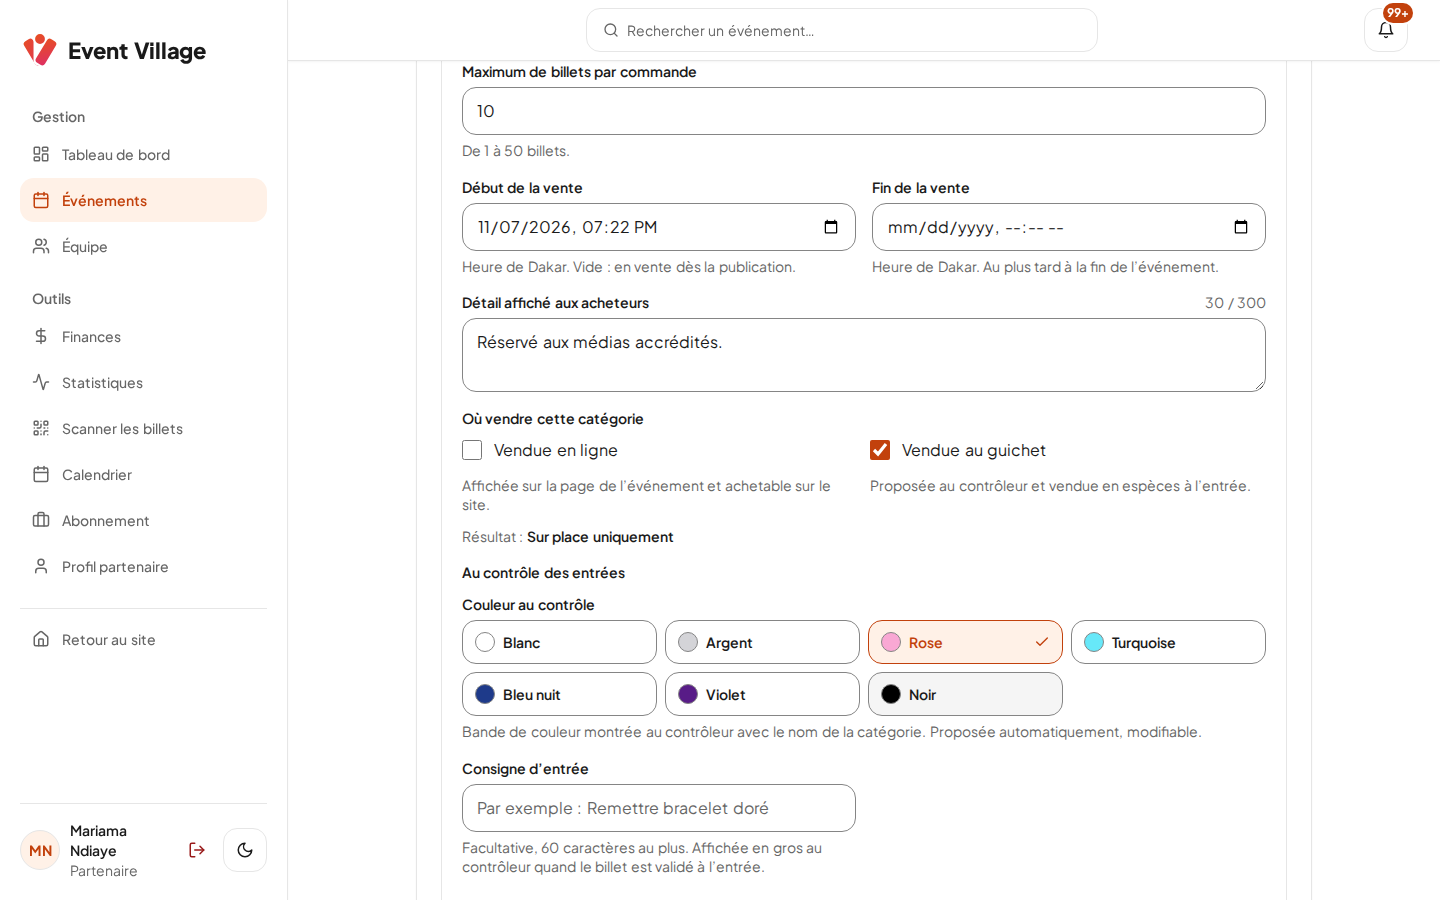 Event Village
Rechercher un événement...
99+
Gestion
Tableau de bord
Événements
Équipe
Outils
Finances
Statistiques
Scanner les billets
Calendrier
Abonnement
Profil partenaire
Retour au site
MN
Mariama
Ndiaye
Partenaire
Maximum de billets par commande
10
De 1 à 50 billets.
Début de la vente
Fin de la vente
11/07/2026, 07:22 PM
mm/dd/yyyy, --:-- --
Heure de Dakar. Vide : en vente dès la publication.
Heure de Dakar. Au plus tard à la fin de l’événement.
Détail affiché aux acheteurs
30 / 300
Réservé aux médias accrédités.
Où vendre cette catégorie
Vendue en ligne
Vendue au guichet
Affichée sur la page de l’événement et achetable sur le
site.
Proposée au contrôleur et vendue en espèces à l’entrée.
Résultat : Sur place uniquement
Au contrôle des entrées
Couleur au contrôle
Blanc
Argent
Rose
Turquoise
Bleu nuit
Violet
Noir
Bande de couleur montrée au contrôleur avec le nom de la catégorie. Proposée automatiquement, modifiable.
Consigne d’entrée
Par exemple : Remettre bracelet doré
Facultative, 60 caractères au plus. Affichée en gros au
contrôleur quand le billet est validé à l’entrée.